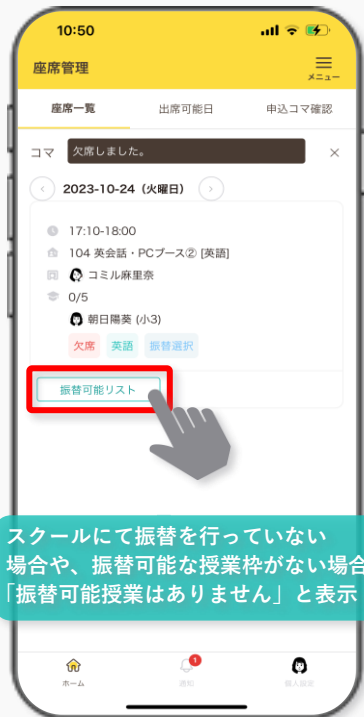 10:50
座席管理
メニュー
座席一覧 出席可能日 申込コマ確認
コマ 欠席しました。 ×
2023-10-24（火曜日）
17:10-18:00
104 英会話・PCブース② [英語]
コミル麻里奈
0/5
朝日陽葵 (小3)
欠席 英語 振替選択
振替可能リスト
スクールにて振替を行っていない
場合や、振替可能な授業枠がない場合
「振替可能授業はありません」と表示
1
ホーム 通知 個人設定